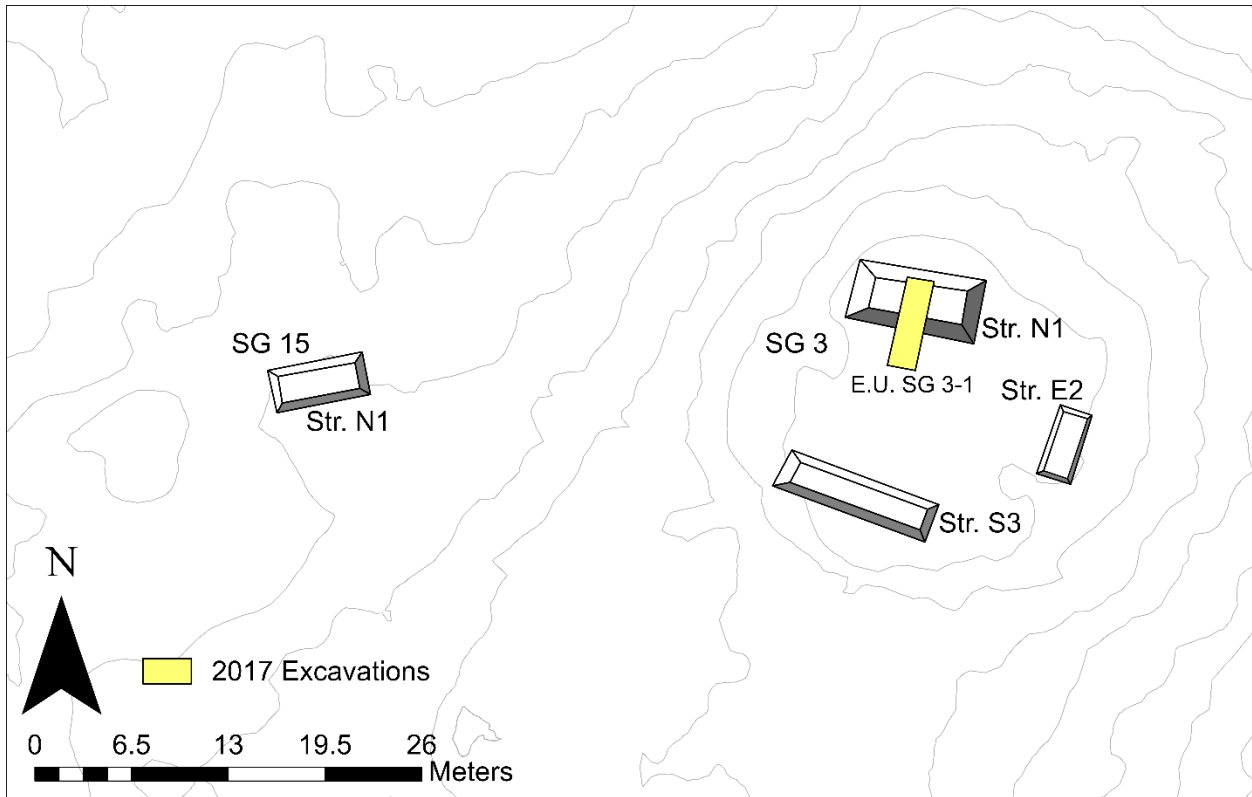 SG 15
Str. N1
SG 3
Str. N1
E.U. SG 3-1
Str. E2
Str. S3
N
2017 Excavations
0 6.5 13 19.5 26
Meters